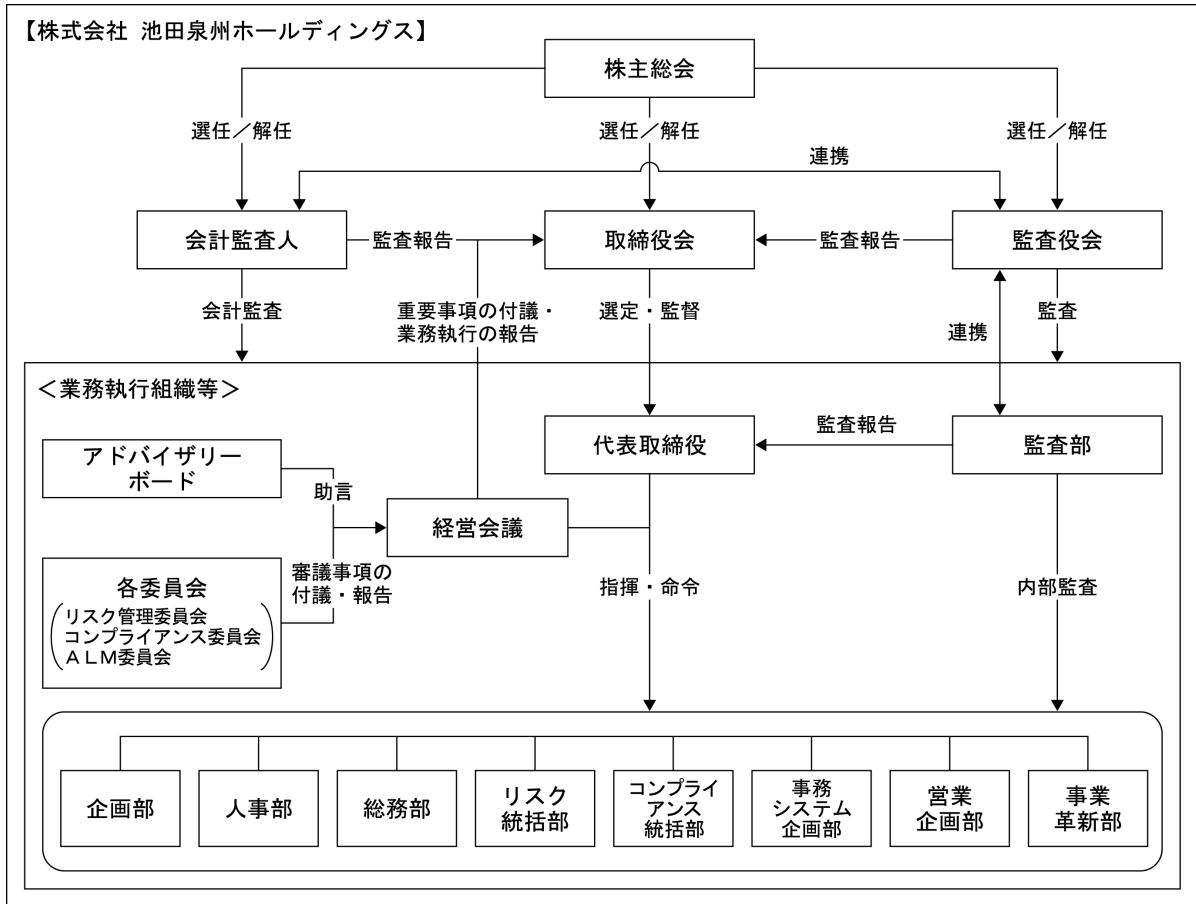 【株式会社 池田泉州ホールディングス】
株主総会
選任／解任
選任／解任
選任／解任
連携
会計監査人
監査報告
取締役会
監査報告
監査役会
会計監査
重要事項の付議・
業務執行の報告
選定・監督
連携
監査
＜業務執行組織等＞
アドバイザリー
ボード
助言
代表取締役
監査報告
監査部
経営会議
各委員会
リスク管理委員会
コンプライアンス委員会
ＡＬＭ委員会
審議事項の
付議・報告
指揮・命令
内部監査
企画部
人事部
総務部
リスク
統括部
コンプライ
アンス
統括部
事務
システム
企画部
営業
企画部
事業
革新部